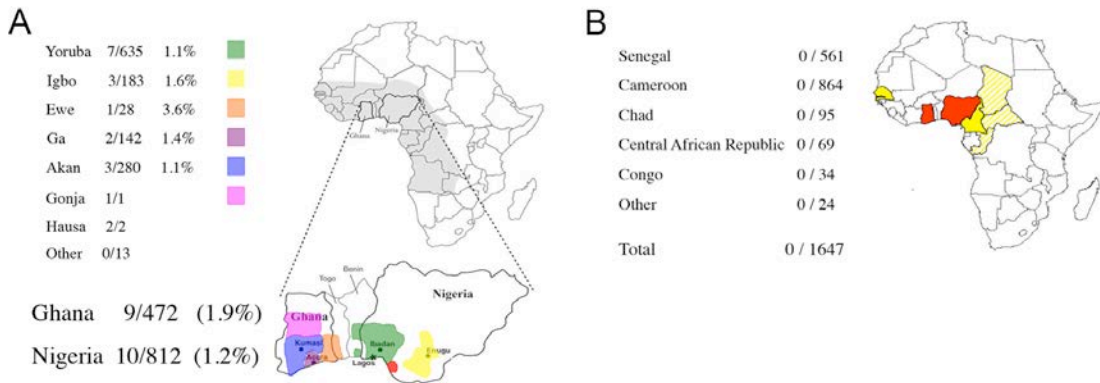 A
Yoruba 7/635 1.1%
Igbo 3/183 1.6%
Ewe 1/28 3.6%
Ga 2/142 1.4%
Akan 3/280 1.1%
Gonja 1/1
Hausa 2/2
Other 0/13
Ghana 9/472 (1.9%)
Nigeria 10/812 (1.2%)
Ghana
Nigeria
Togo
Benin
Nigeria
Ghana
Kumasi
Accra
Lagos
Ibadan
Enugu
B
Senegal 0 / 561
Cameroon 0 / 864
Chad 0 / 95
Central African Republic 0 / 69
Congo 0 / 34
Other 0 / 24
Total 0 / 1647